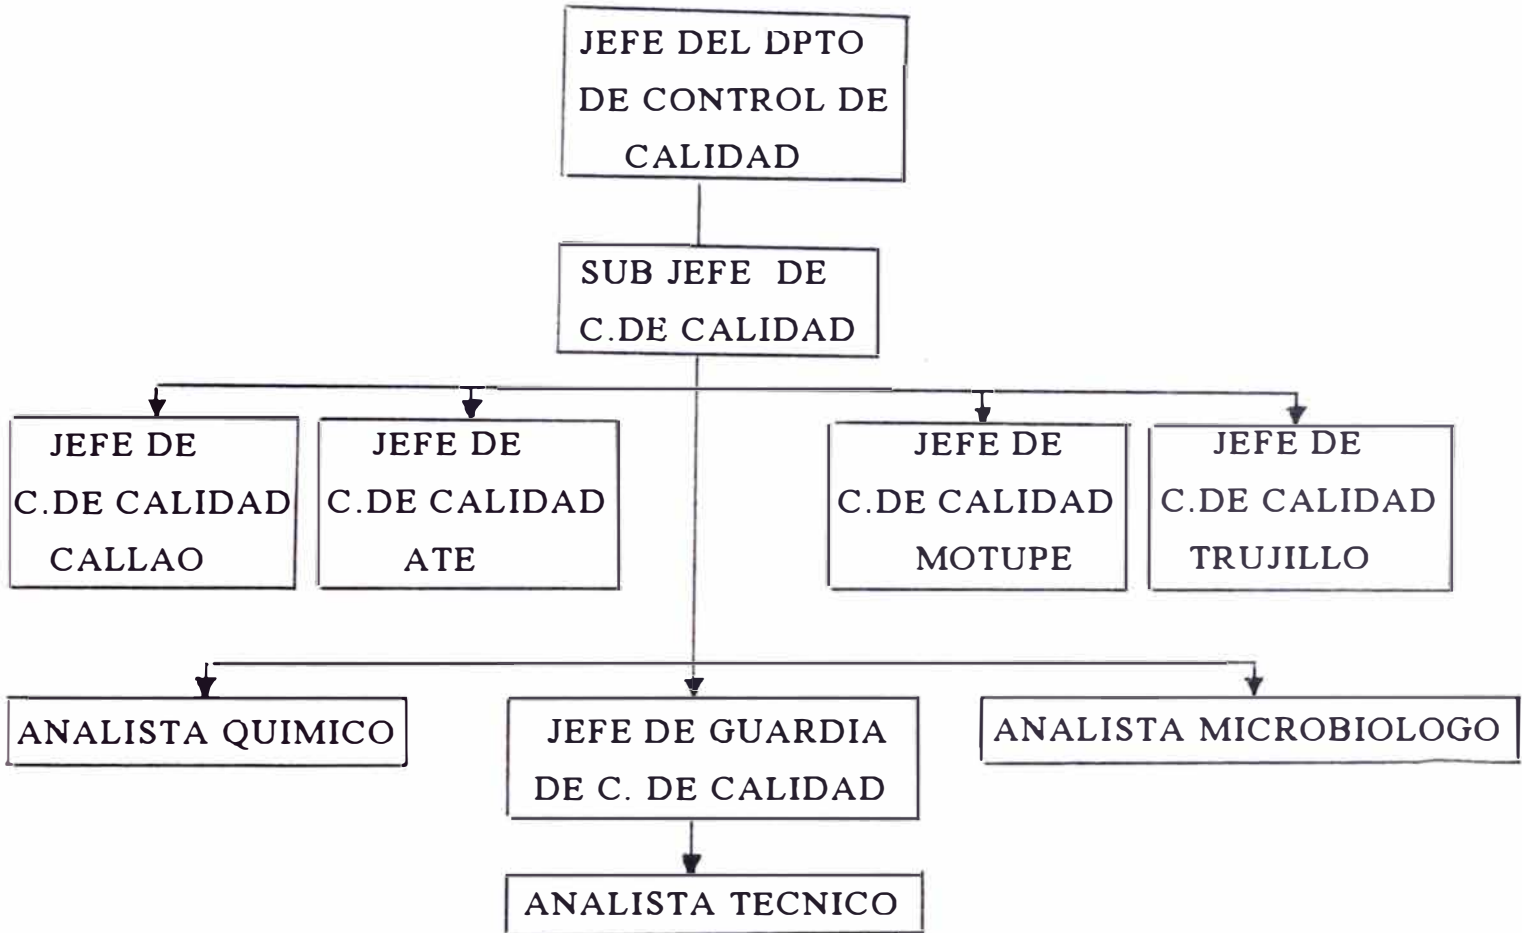 JEFE DEL DPTO
DE CONTROL DE
CALIDAD
SUB JEFE DE
C.DE CALIDAD
JEFE DE
C.DE CALIDAD
CALLAO
JEFE DE
C.DE CALIDAD
ATE
JEFE DE
C.DE CALIDAD
MOTUPE
JEFE DE
C.DE CALIDAD
TRUJILLO
ANALISTA QUIMICO
JEFE DE GUARDIA
DE C. DE CALIDAD
ANALISTA MICROBIOLOGO
ANALISTA TECNICO